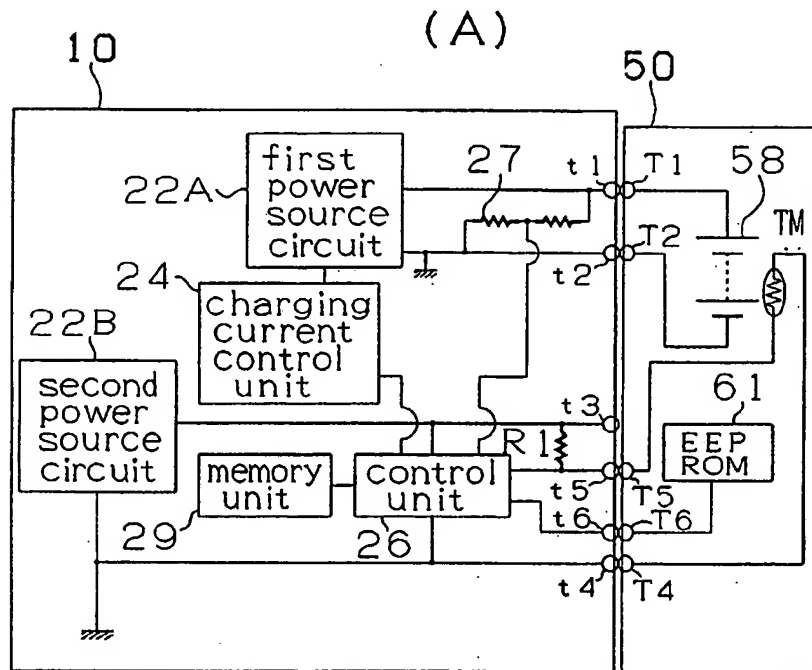 (A)
10
50
22A
first
power
source
circuit
27
t1
T1
58
TM
t2
T2
24
charging
current
control
unit
22B
second
power
source
circuit
t3
R1
61
EEP
ROM
memory
unit
control
unit
t5
T5
29
26
t6
T6
t4
T4